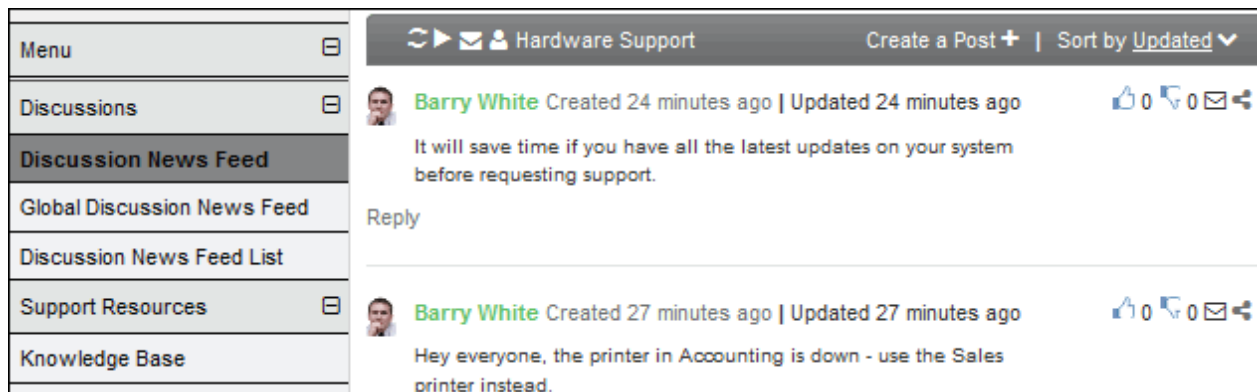 Menu
Discussions
Discussion News Feed
Global Discussion News Feed
Discussion News Feed List
Support Resources
Knowledge Base
Hardware Support Create a Post + | Sort by Updated
Barry White Created 24 minutes ago | Updated 24 minutes ago 0 0
It will save time if you have all the latest updates on your system
before requesting support.
Reply
Barry White Created 27 minutes ago | Updated 27 minutes ago 0 0
Hey everyone, the printer in Accounting is down - use the Sales
printer instead.